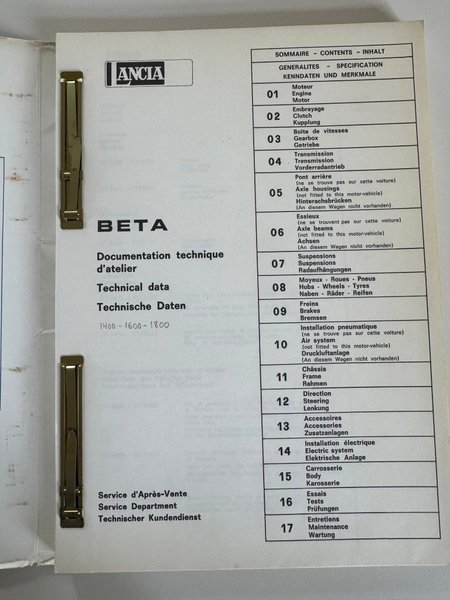 LANCIA
BETA
Documentation technique
d'atelier
Technical data
Technische Daten
1400-1600-1800
Service d'Après-Vente
Service Department
Technischer Kundendienst
SOMMAIRE - CONTENTS - INHALT
GENERALITES - SPECIFICATION
KENNDATEN UND MERKMALE
01
Moteur
Engine
Motor
02
Embrayage
Clutch
Kupplung
03
Boite de vitesses
Gearbox
Getriebe
04
Transmission
Transmission
Vorderradantrieb
05
Pont arrière
(ne se trouve pas sur cette voiture)
Axle housings
(not fitted to this motor-vehicle)
Hinterachsbrücken
(An diesem Wagen nicht vorhanden)
06
Essieux
(ne se trouvent pas sur cette voiture)
Axle beams
(not fitted to this motor-vehicle)
Achsen
(An diesem Wagen nicht vorhanden)
07
Suspensions
Suspensions
Radaufhängungen
08
Moyeux - Roues - Pneus
Hubs - Wheels - Tyres
Naben - Räder - Reifen
09
Freins
Brakes
Bremsen
10
Installation pneumatique
(ne se trouve pas sur cette voiture)
Air system
(not fitted to this motor-vehicle)
Druckluftanlage
(An diesem Wagen nicht vorhanden)
11
Châssis
Frame
Rahmen
12
Direction
Steering
Lenkung
13
Accessoires
Accessories
Zusatzanlagen
14
Installation électrique
Electric system
Elektrische Anlage
15
Carrosserie
Body
Karosserie
16
Essais
Tests
Prüfungen
17
Entretiens
Maintenance
Wartung